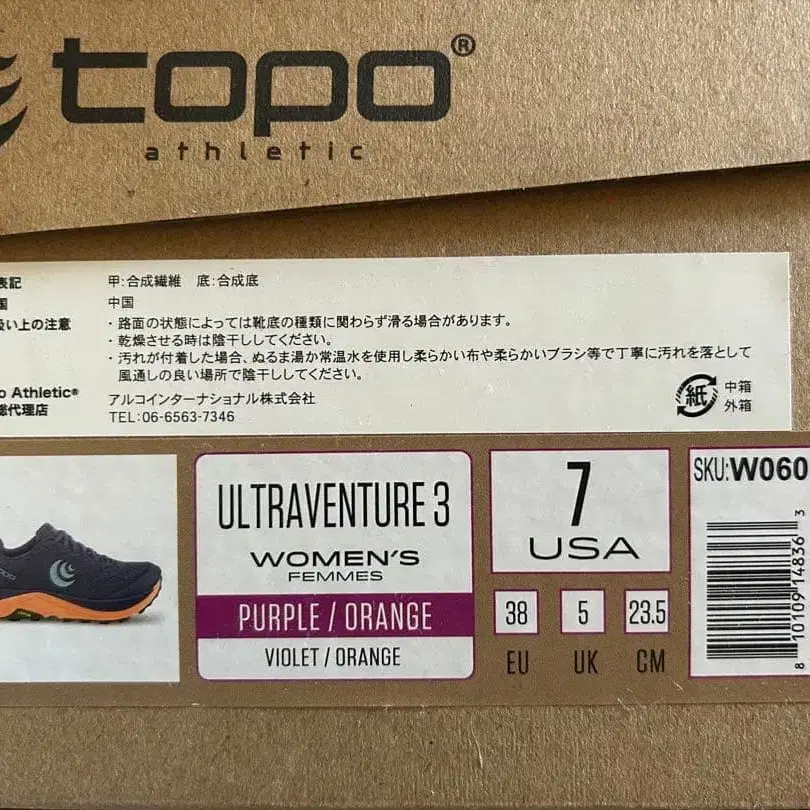 topo®
athletic
表記 甲:合成繊維 底:合成底
国 中国
扱い上の注意 ・路面の状態によっては靴底の種類に関わらず滑る場合があります。
・乾燥させる時は陰干ししてください。
・汚れが付着した場合、ぬるま湯か常温水を使用し柔らかい布や柔らかいブラシ等で丁寧に汚れを落として
風通しの良い場所で陰干ししてください。
o Athletic®
総代理店
アルコインターナショナル株式会社
TEL:06-6563-7346
紙
中箱
外箱
ULTRAVENTURE 3
WOMEN'S
FEMMES
PURPLE / ORANGE
VIOLET / ORANGE
7
USA
38 5 23.5
EU UK CM
SKU:W060
8 10109 14836 3